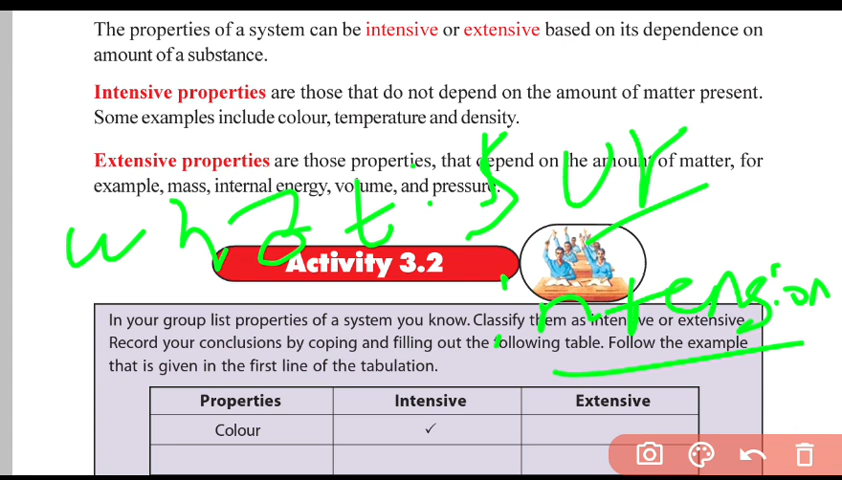 The properties of a system can be intensive or extensive based on its dependence on
amount of a substance.
Intensive properties are those that do not depend on the amount of matter present.
Some examples include colour, temperature and density.
Extensive properties are those properties, that depend on the amount of matter, for
example, mass, internal energy, volume, and pressure.
what is ur
intension
Activity 3.2
In your group list properties of a system you know. Classify them as intensive or extensive.
Record your conclusions by coping and filling out the following table. Follow the example
that is given in the first line of the tabulation.
Properties Intensive Extensive
Colour ✓